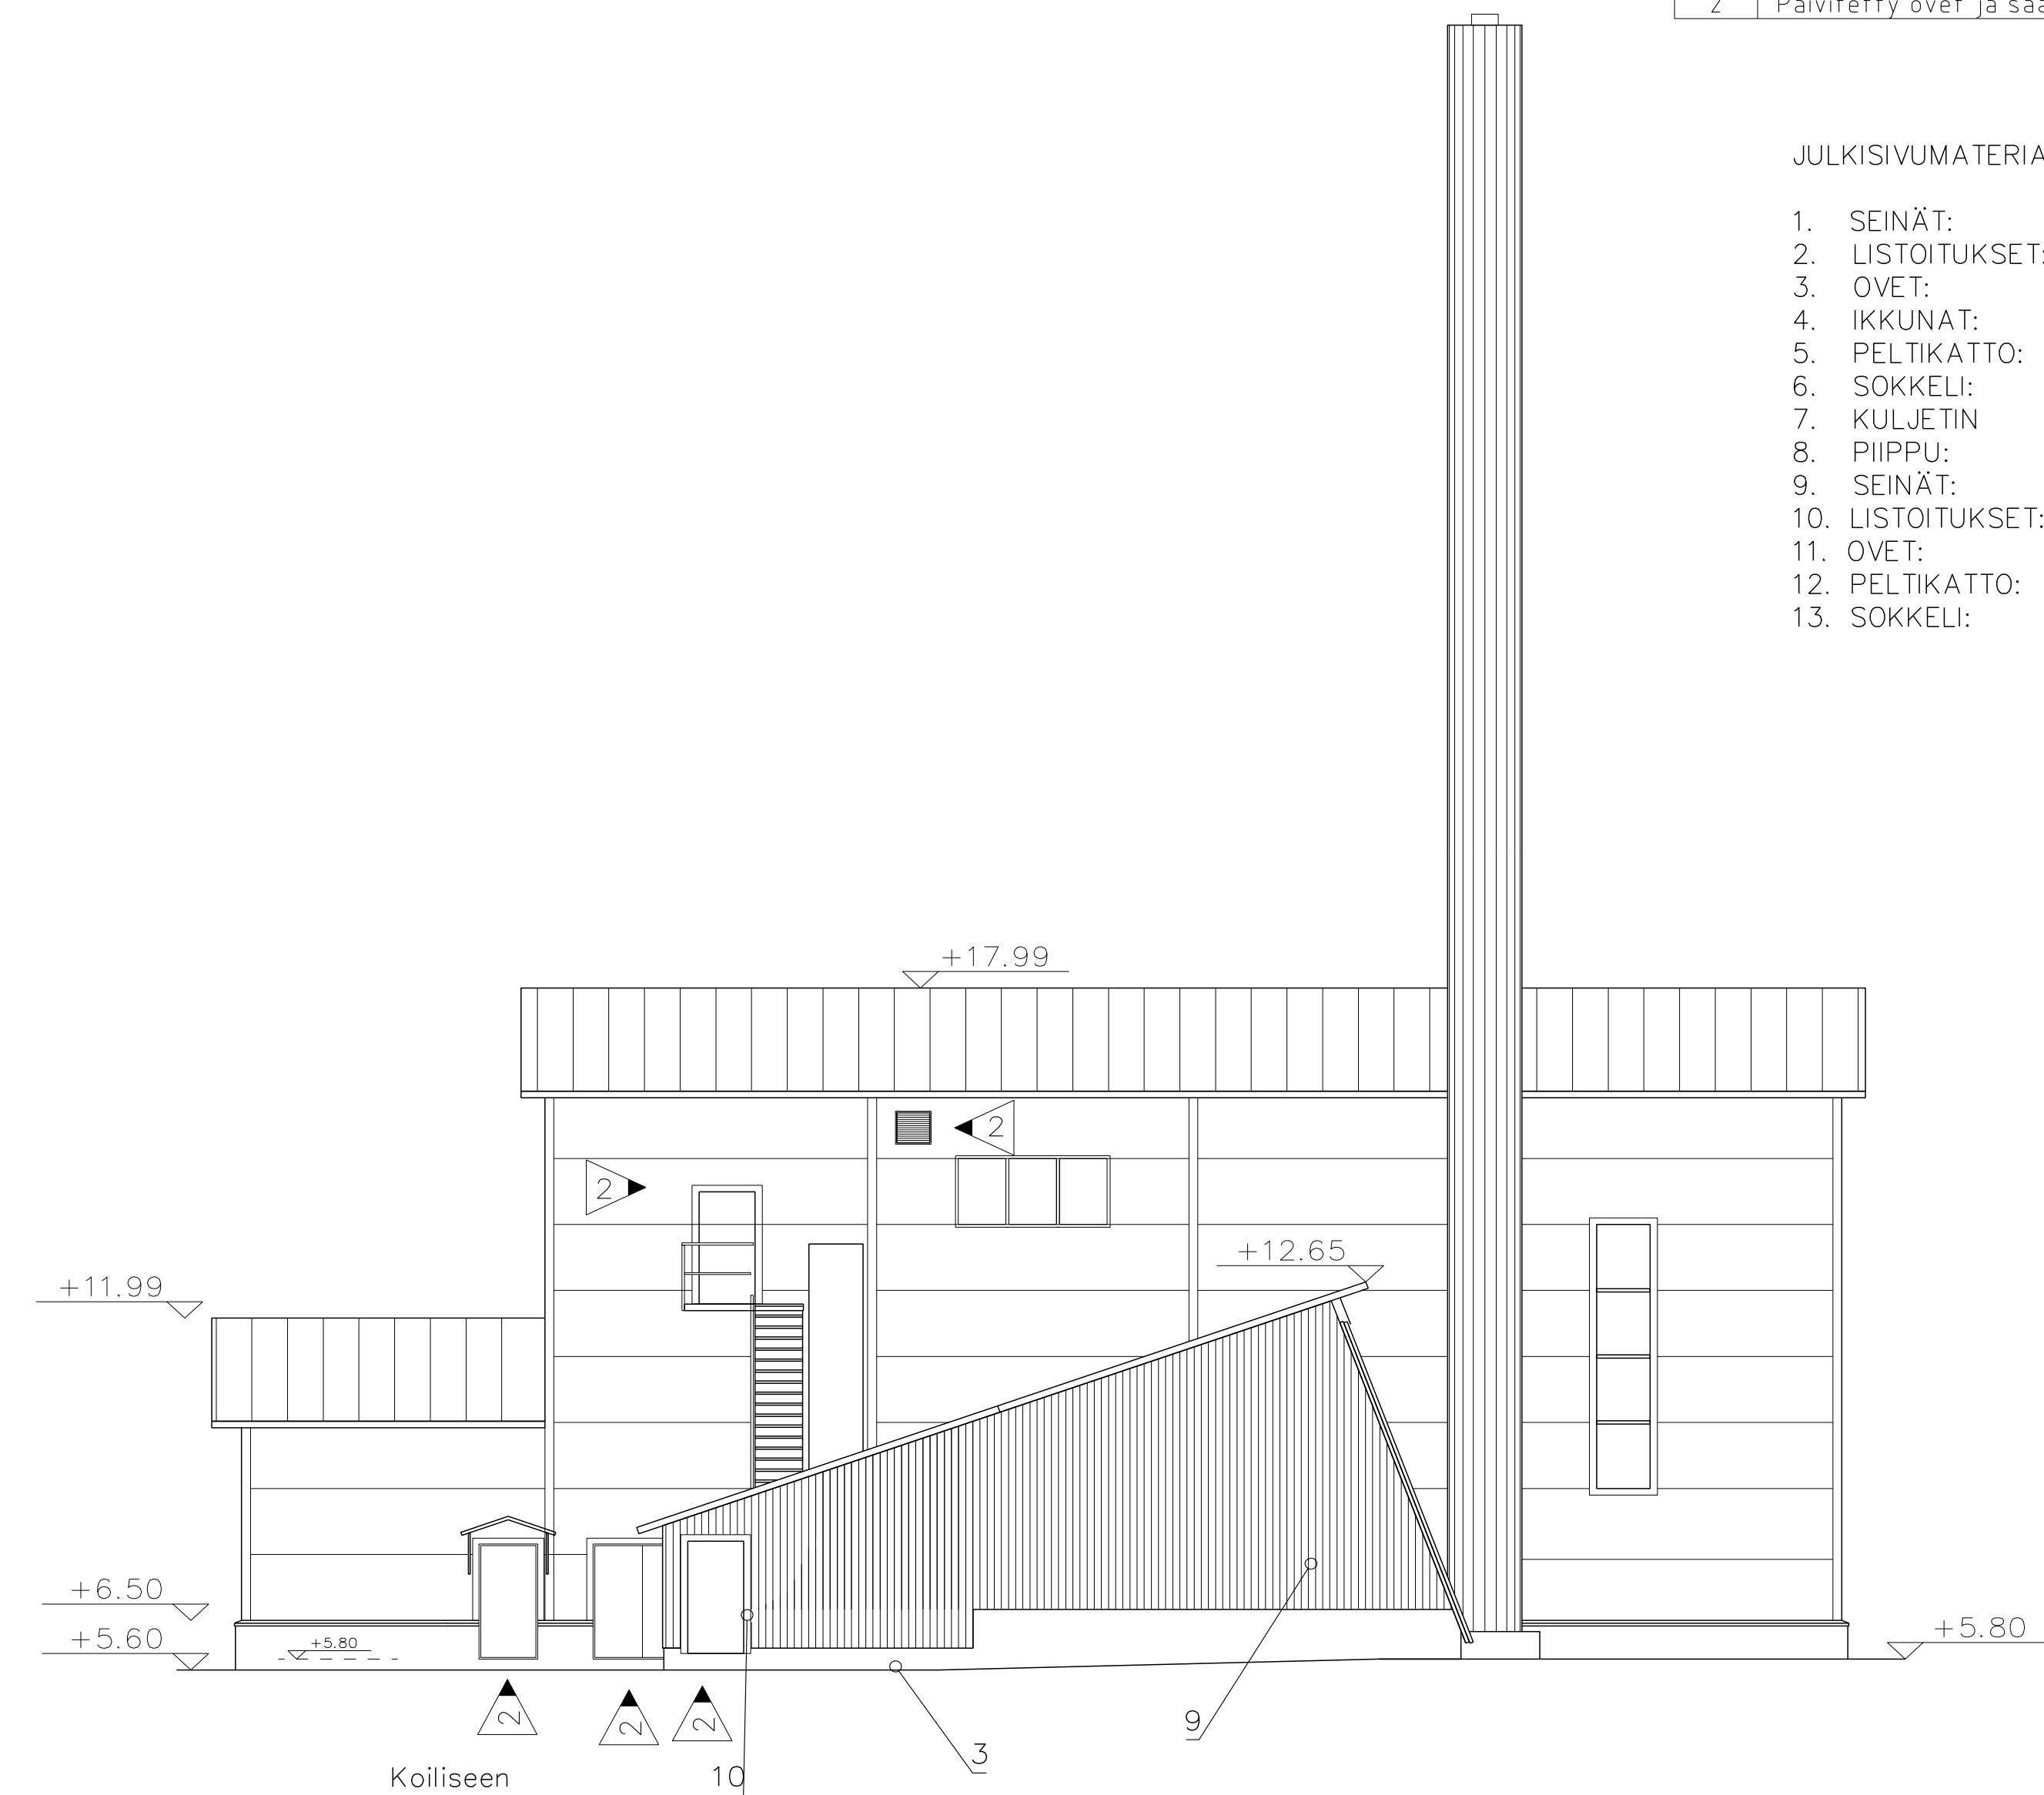 2 Päivitetty ovet ja
JULKISIVUMATERIA
1. SEINÄT:
2. LISTOITUKSET:
3. OVET:
4. IKKUNAT:
5. PELTIKATTO:
6. SOKKELI:
7. KULJETIN
8. PIIPPU:
9. SEINÄT:
10. LISTOITUKSET:
11. OVET:
12. PELTIKATTO:
13. SOKKELI:
+17.99
2
2
+12.65
+11.99
+6.50
+5.60
+5.80
+5.80
2
2
2
9
3
10
Koiliseen